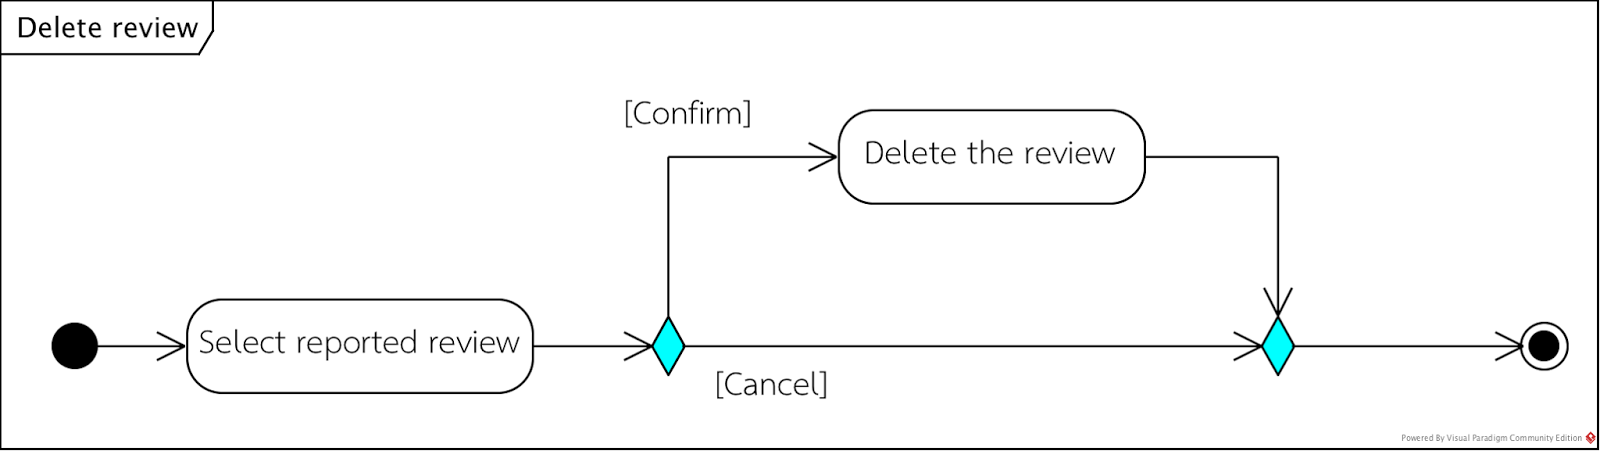 Delete review
[Confirm]
Delete the review
Select reported review
[Cancel]
Powered By Visual Paradigm Community Edition